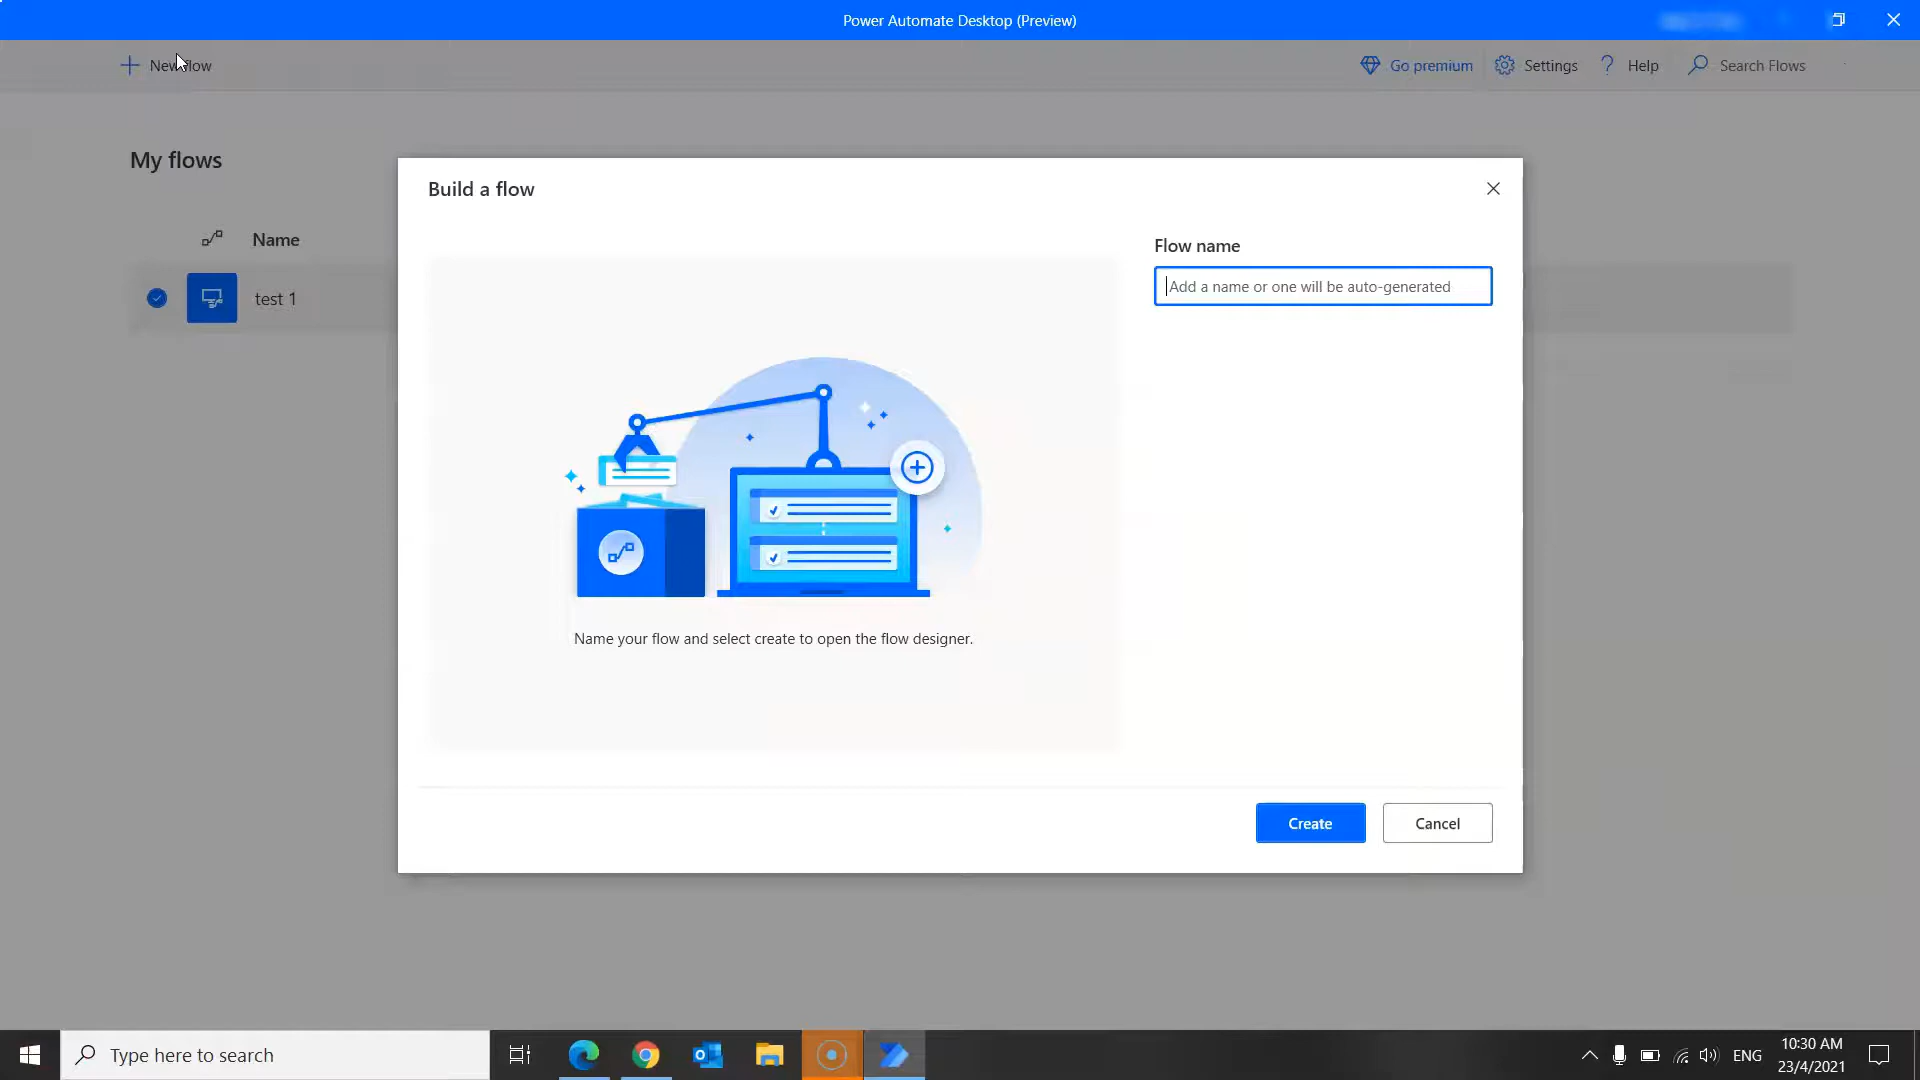 Power Automate Desktop (Preview)
New flow
Go premium
Settings
Help
Search Flows
My flows
Build a flow
Flow name
Name
Add a name or one will be auto-generated
test 1
Name your flow and select create to open the flow designer.
Create
Cancel
Type here to search
ENG
10:30 AM
23/4/2021